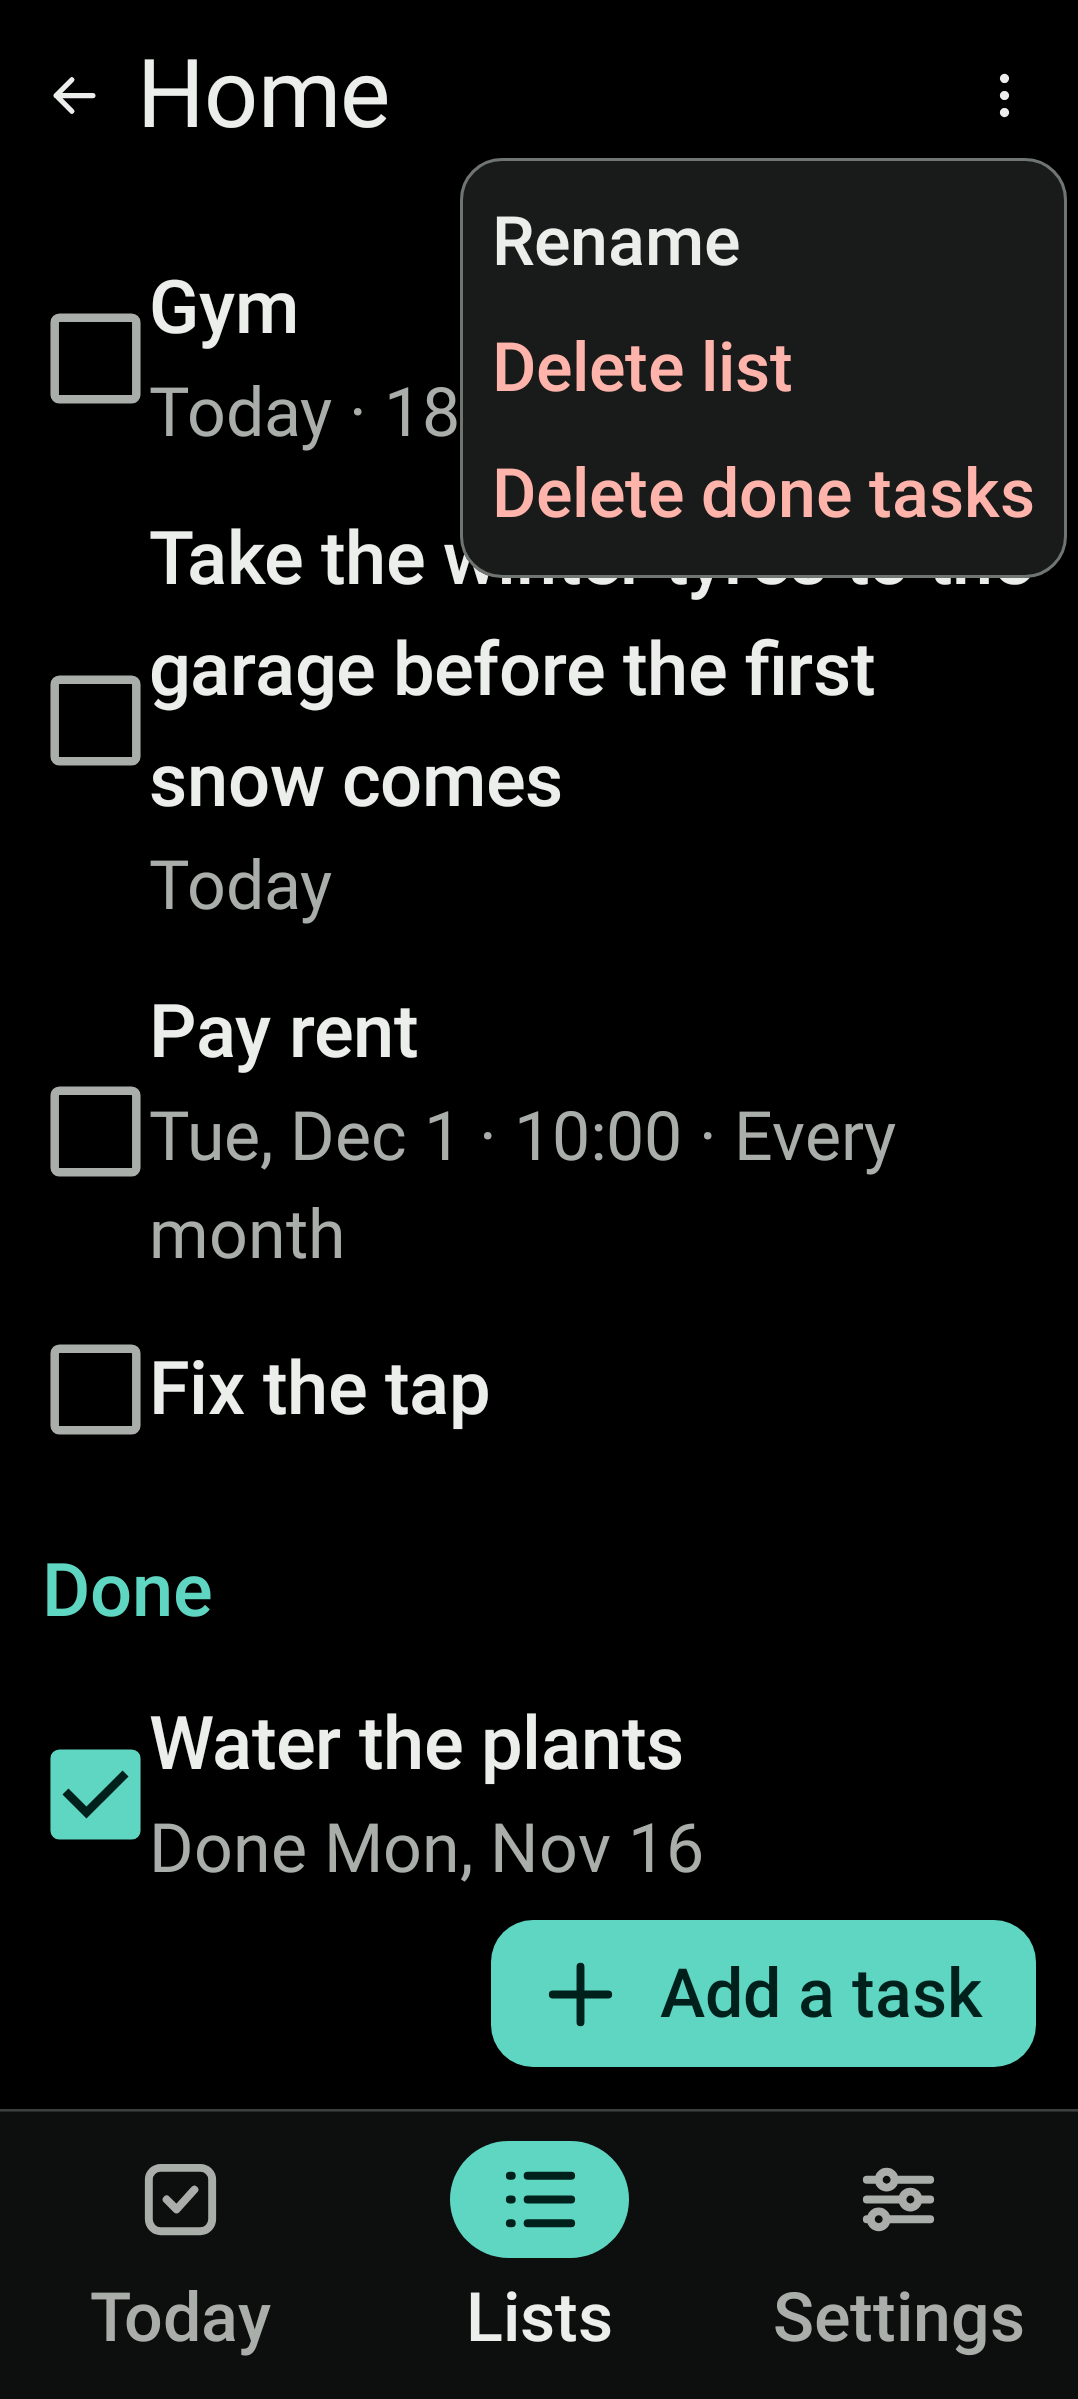 Home
Rename
Delete list
Delete done tasks
Gym
Today · 18
Take the
garage before the first
snow comes
Today
Pay rent
Tue, Dec 1 · 10:00 · Every
month
Fix the tap
Done
Water the plants
Done Mon, Nov 16
Add a task
Today
Lists
Settings